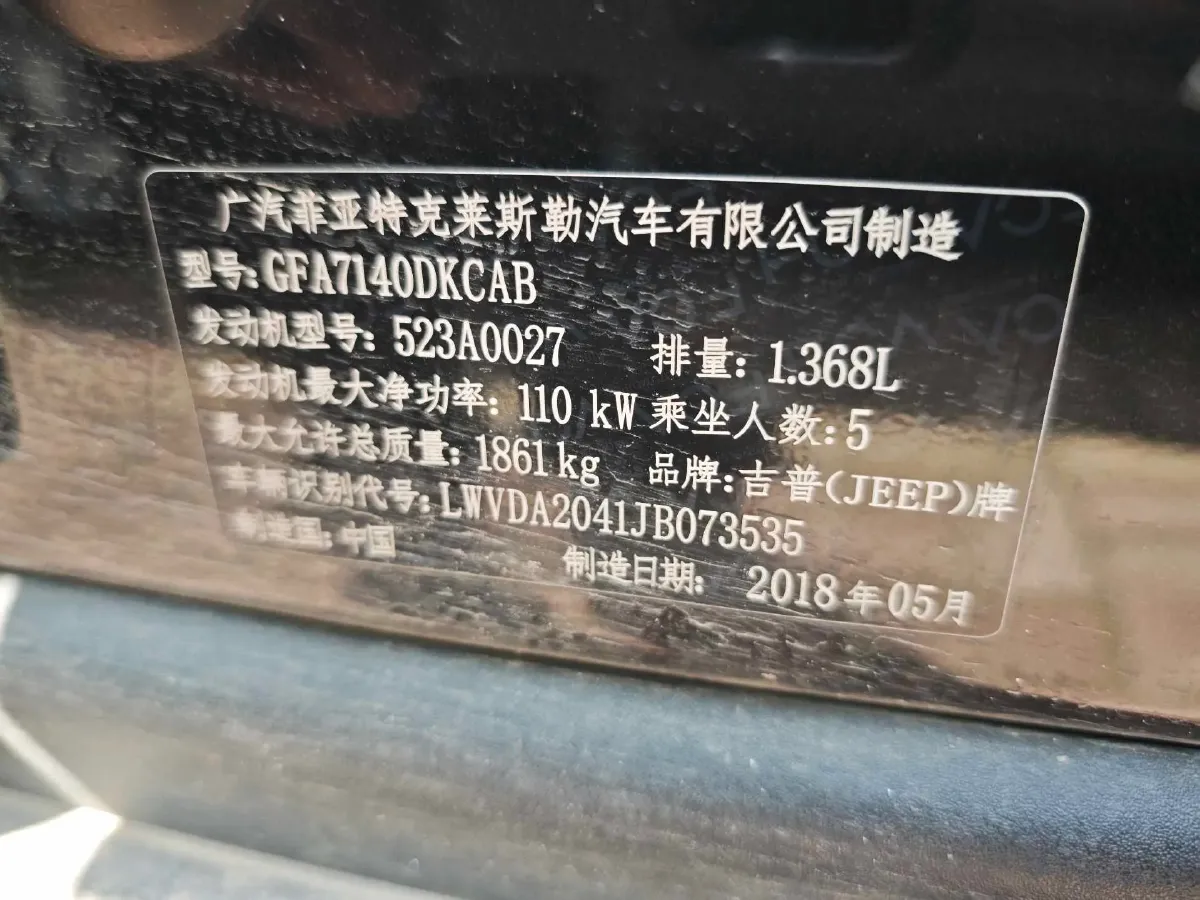 广汽菲亚特克莱斯勒汽车有限公司制造
型号:GFA7140DKCAB
发动机型号: 523A0027 排量: 1.368L
发动机最大净功率: 110 kW 乘坐人数: 5
最大允许总质量: 1861kg 品牌:吉普(JEEP)牌
车辆识别代号: LWVDA2041JB073535
制造国: 中国 制造日期: 2018年05月